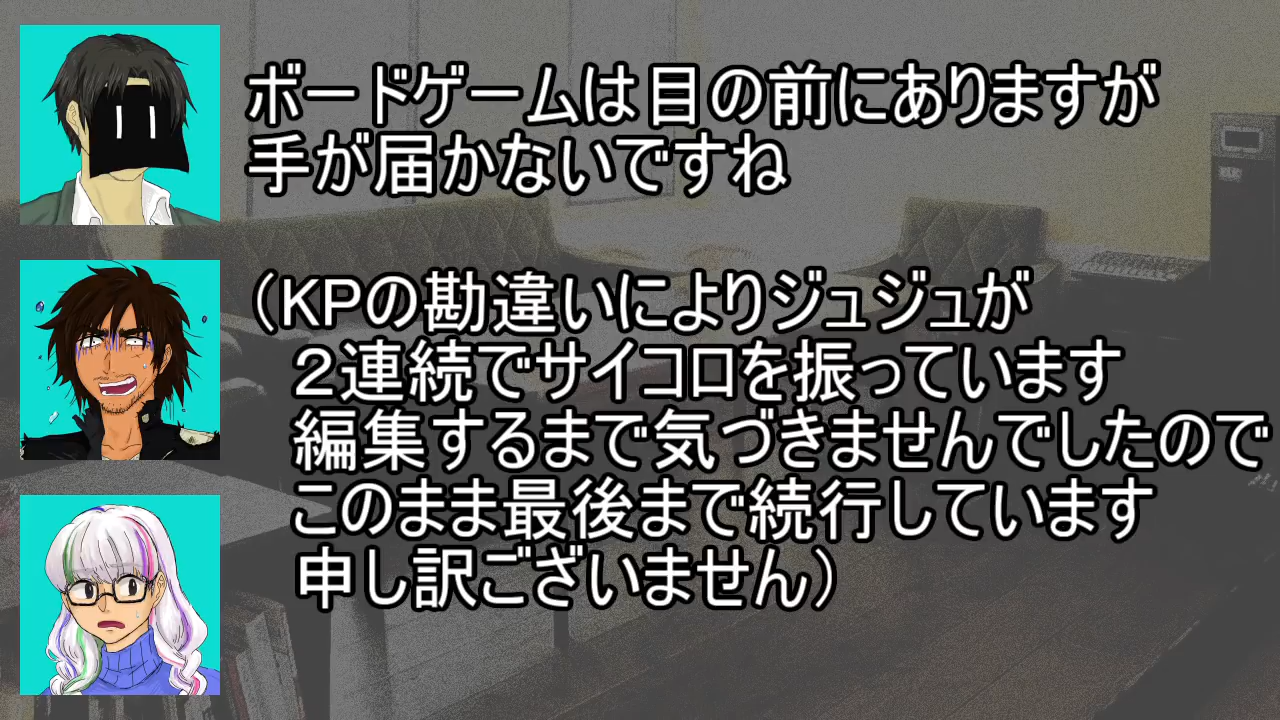 ボードゲームは目の前にありますが
手が届かないですね
（KPの勘違いによりジュジュが
２連続でサイコロを振っています
編集するまで気づきませんでしたので
このまま最後まで続行しています
申し訳ございません）